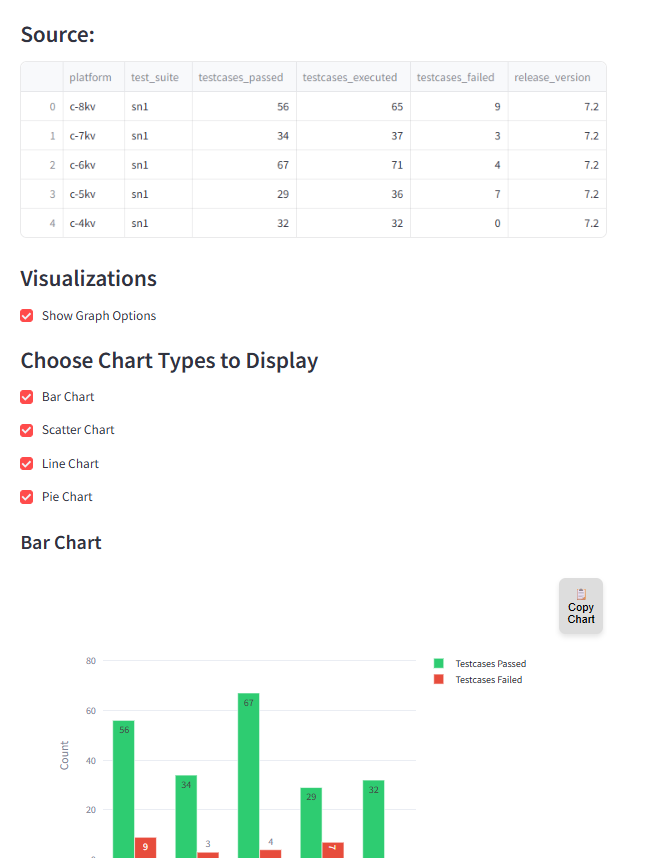 Source:
platform test_suite testcases_passed testcases_executed testcases_failed release_version
0 c-8kv sn1 56 65 9 7.2
1 c-7kv sn1 34 37 3 7.2
2 c-6kv sn1 67 71 4 7.2
3 c-5kv sn1 29 36 7 7.2
4 c-4kv sn1 32 32 0 7.2
Visualizations
Show Graph Options
Choose Chart Types to Display
Bar Chart
Scatter Chart
Line Chart
Pie Chart
Bar Chart
Copy
Chart
80
Testcases Passed
Testcases Failed
67
60
56
Count
40
34
32
29
20
9
3
4
7